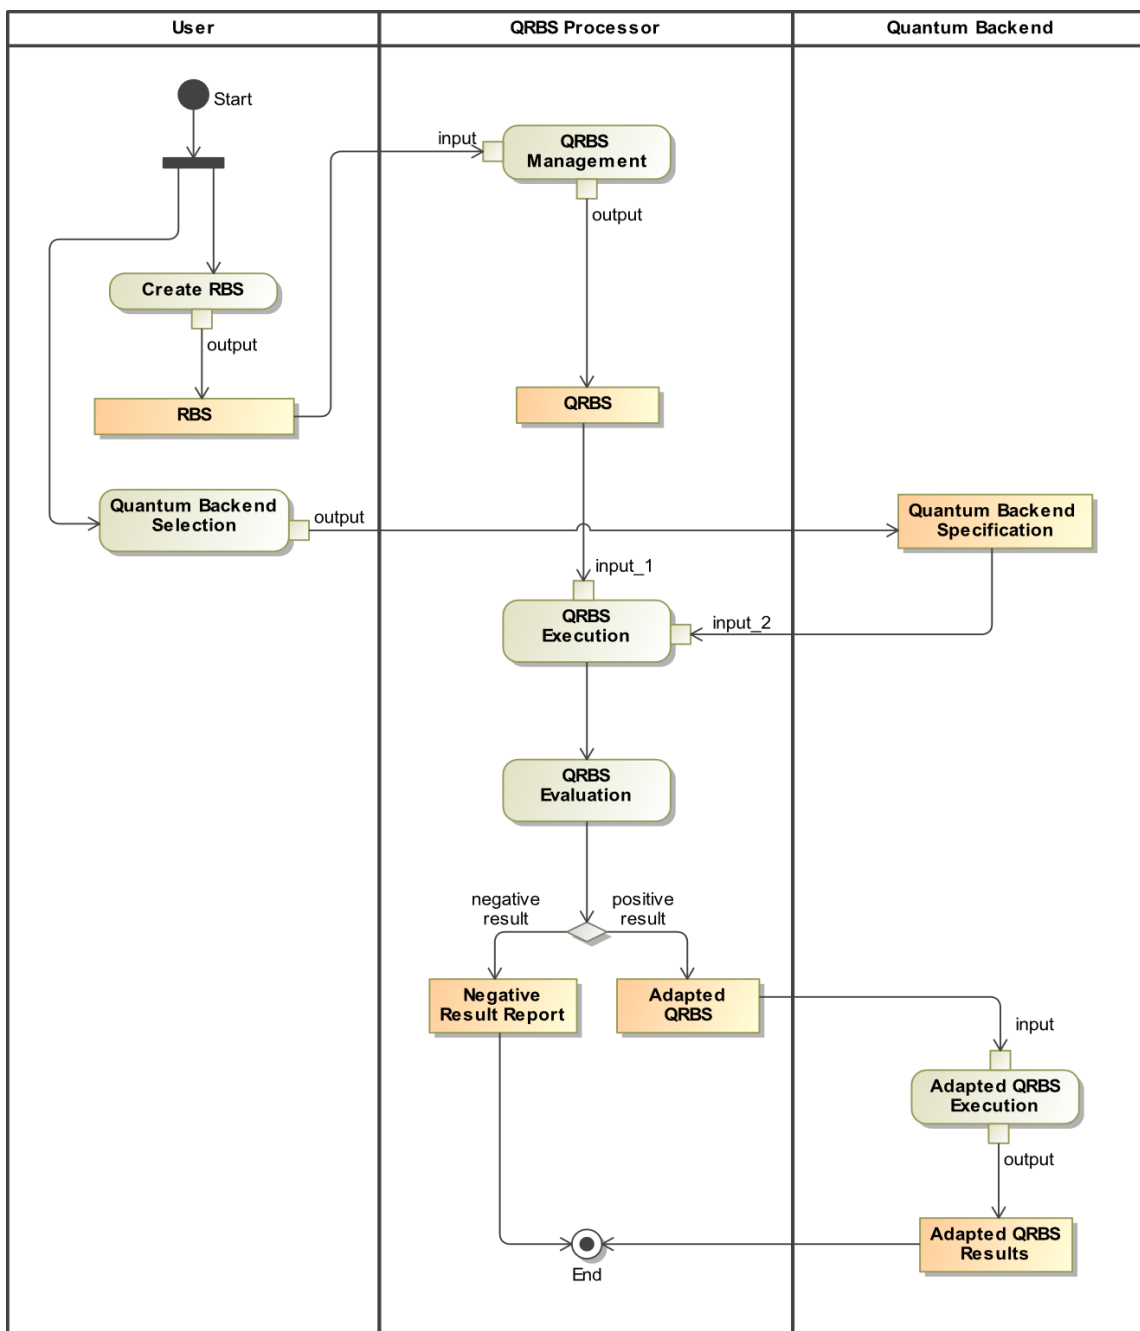 User
QRBS Processor
Quantum Backend
Start
input
QRBS
Management
output
Create RBS
output
RBS
QRBS
Quantum Backend
Selection
output
Quantum Backend
Specification
input_1
QRBS
Execution
input_2
QRBS
Evaluation
negative
result
positive
result
Negative
Result Report
Adapted
QRBS
input
Adapted QRBS
Execution
output
Adapted QRBS
Results
End